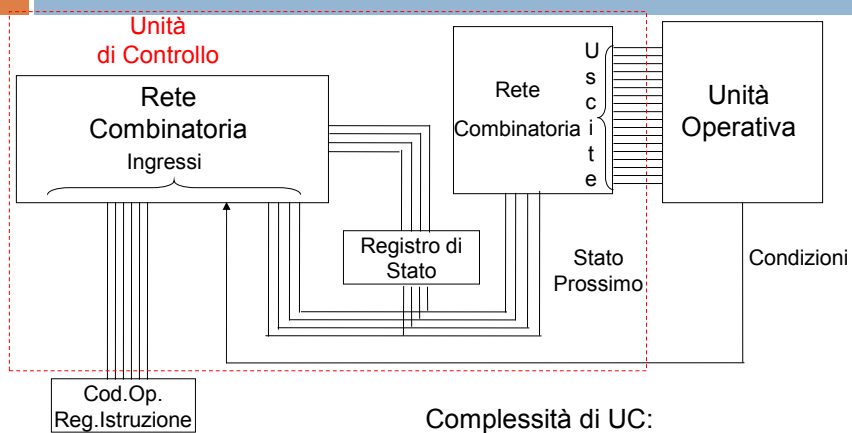 Unità
di Controllo
Rete
Combinatoria
Ingressi
Rete
Combinatoria
Uscite
Unità
Operativa
Registro di
Stato
Stato
Prossimo
Condizioni
Cod.Op.
Reg.Istruzione
Complessità di UC: